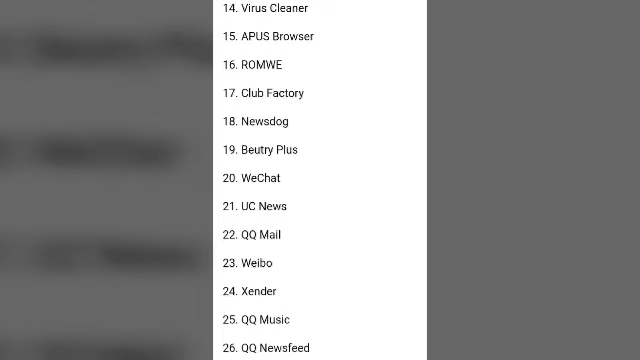 14. Virus Cleaner
15. APUS Browser
16. ROMWE
17. Club Factory
18. Newsdog
19. Beutry Plus
20. WeChat
21. UC News
22. QQ Mail
23. Weibo
24. Xender
25. QQ Music
26. QQ Newsfeed